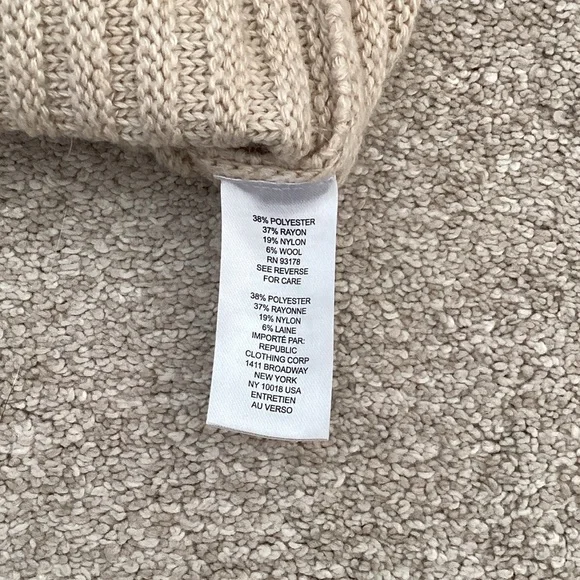 38% POLYESTER
37% RAYON
19% NYLON
6% WOOL
RN 93178
SEE REVERSE
FOR CARE
38% POLYESTER
37% RAYONNE
19% NYLON
6% LAINE
IMPORTÉ PAR:
REPUBLIC
CLOTHING CORP
1411 BROADWAY
NEW YORK
NY 10018 USA
ENTRETIEN
AU VERSO